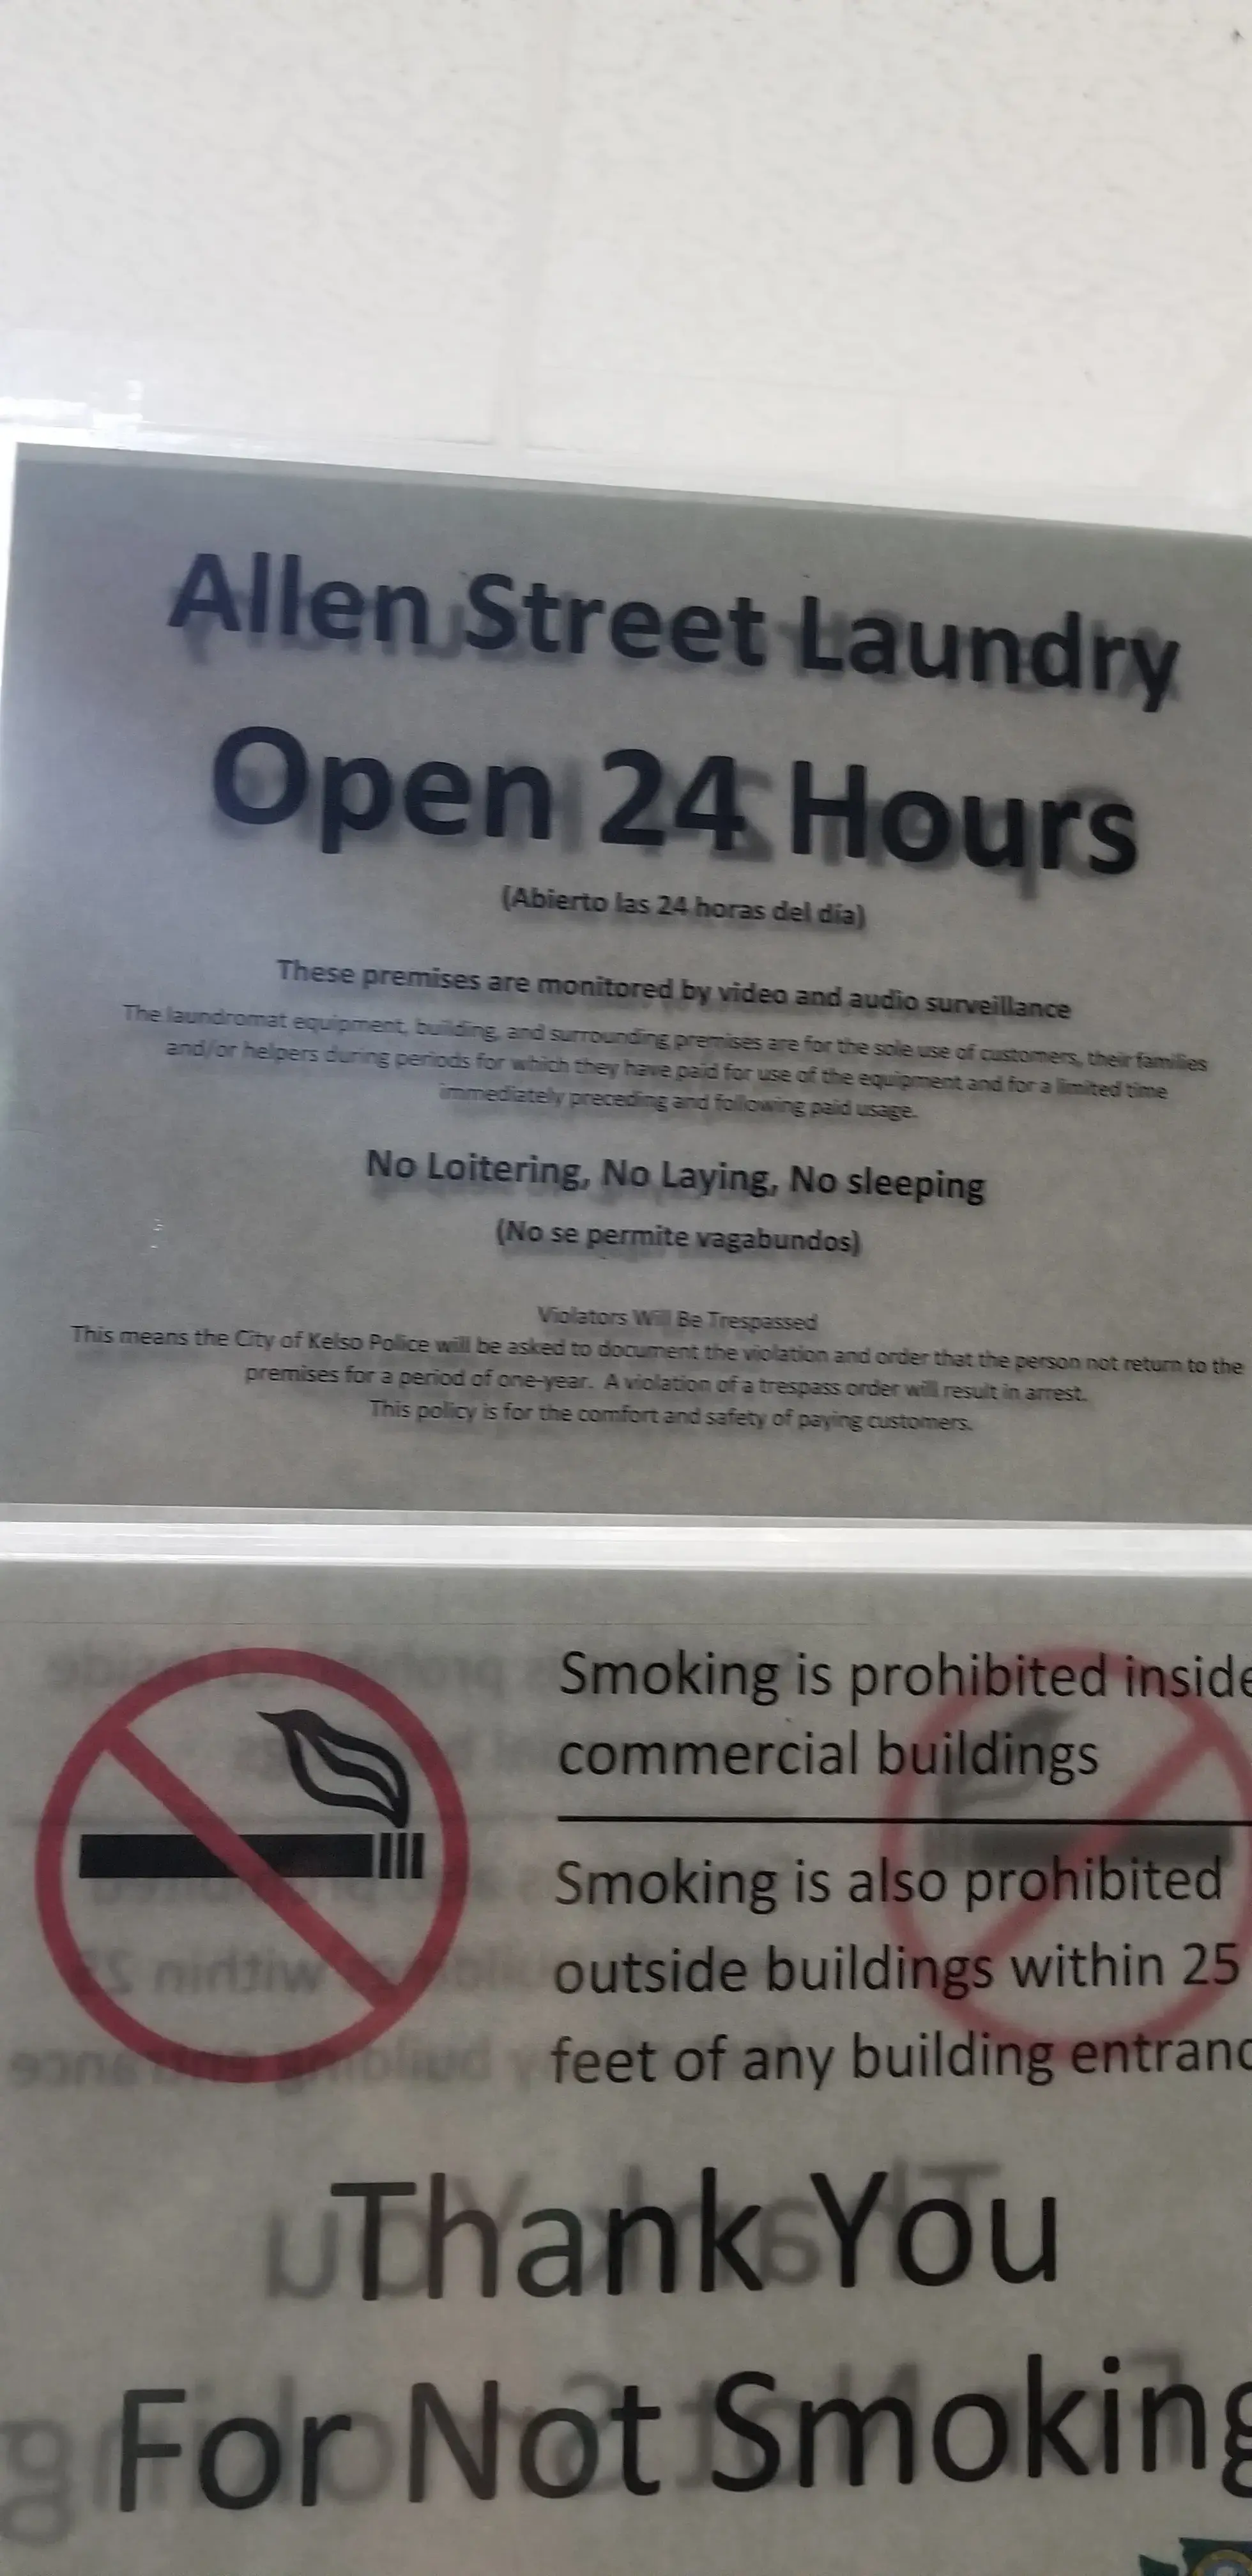 Allen Street Laundry
Open 24 Hours
(Abierto las 24 horas del día)
These premises are monitored by video and audio surveillance
The laundromat equipment, building, and surrounding premises are for the sole use of customers, their families
and/or helpers during periods for which they have paid for use of the equipment and for a limited time
immediately preceding and following paid usage.
No Loitering, No Laying, No sleeping
(No se permite vagabundos)
Violators Will Be Trespassed
This means the City of Kelso Police will be asked to document the violation and order that the person not return to the
premises for a period of one-year. A violation of a trespass order will result in arrest.
This policy is for the comfort and safety of paying customers.
Smoking is prohibited inside
commercial buildings
Smoking is also prohibited
outside buildings within 25
feet of any building entranc
Thank You
For Not Smoking